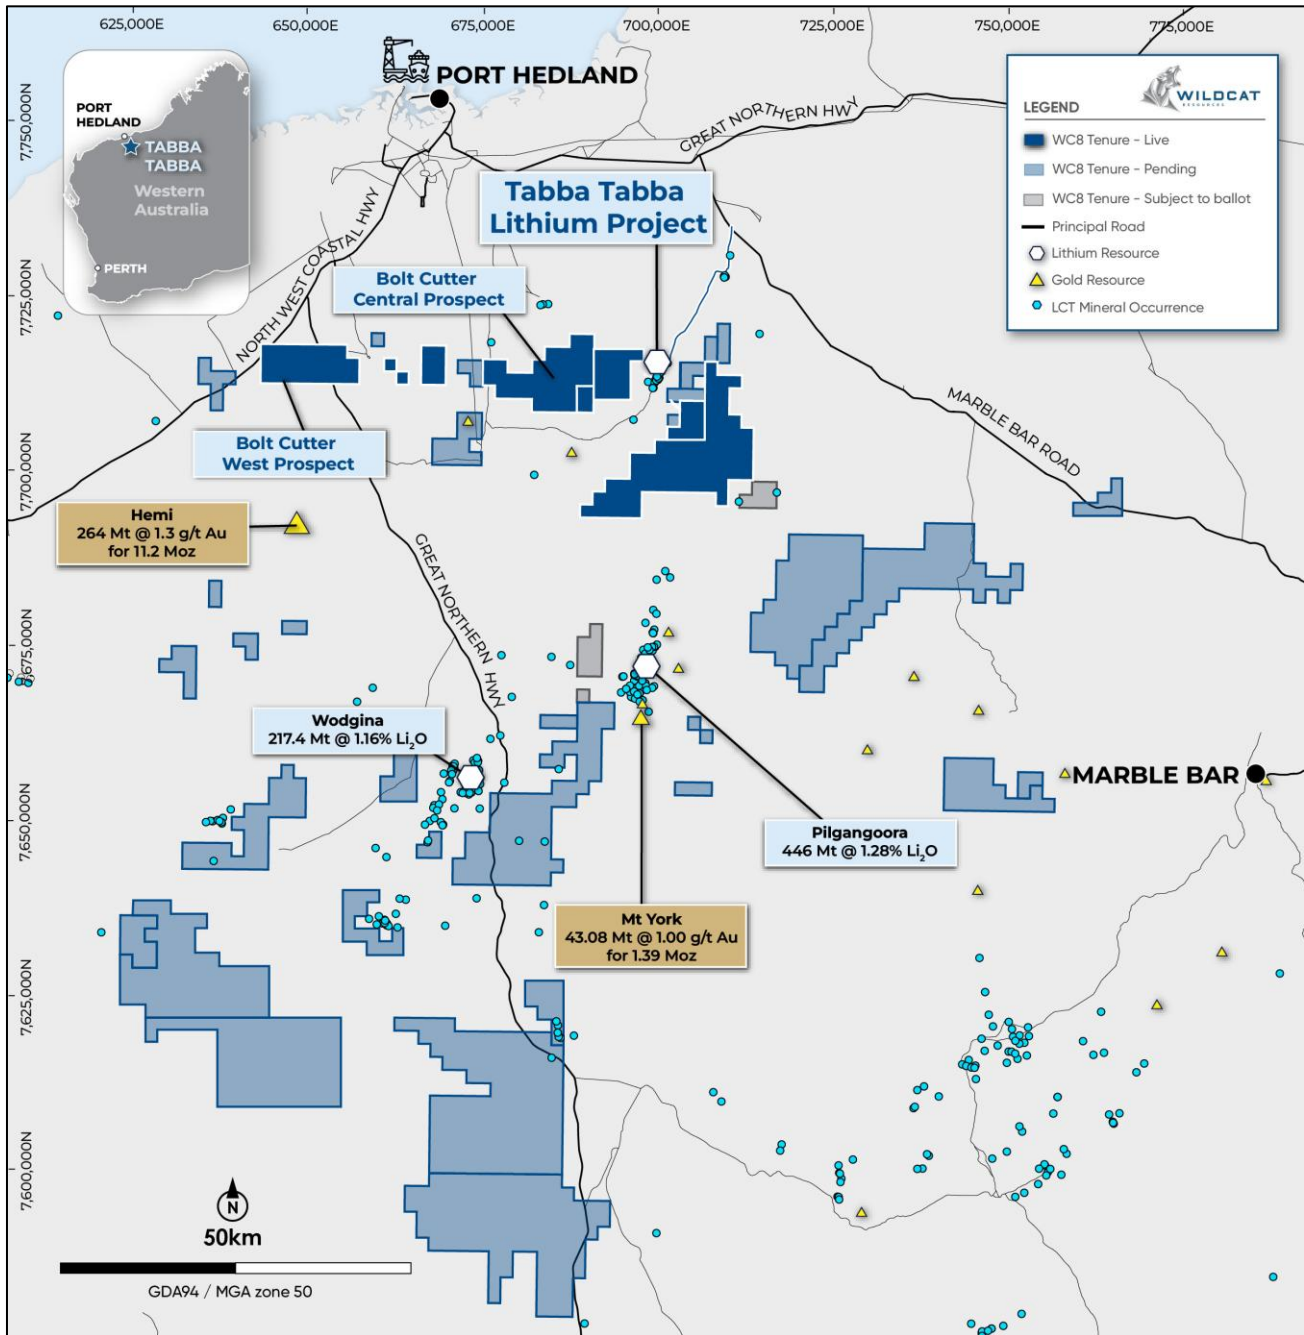 625,000E
650,000E
675,000E
700,000E
725,000E
750,000E
775,000E
7,750,000N
7,725,000N
7,700,000N
7,675,000N
7,650,000N
7,625,000N
7,600,000N
PORT
HEDLAND
TABBA
TABBA
Western
Australia
PERTH
PORT HEDLAND
GREAT NORTHERN HWY
NORTH WEST COASTAL HWY
MARBLE BAR ROAD
GREAT NORTHERN HWY
LEGEND
WILDCAT
RESOURCES
WC8 Tenure - Live
WC8 Tenure - Pending
WC8 Tenure - Subject to ballot
Principal Road
Lithium Resource
Gold Resource
LCT Mineral Occurrence
Tabba Tabba
Lithium Project
Bolt Cutter
Central Prospect
Bolt Cutter
West Prospect
Hemi
264 Mt @ 1.3 g/t Au
for 11.2 Moz
Wodgina
217.4 Mt @ 1.16% Li₂O
MARBLE BAR
Pilgangoora
446 Mt @ 1.28% Li₂O
Mt York
43.08 Mt @ 1.00 g/t Au
for 1.39 Moz
N
50km
GDA94 / MGA zone 50